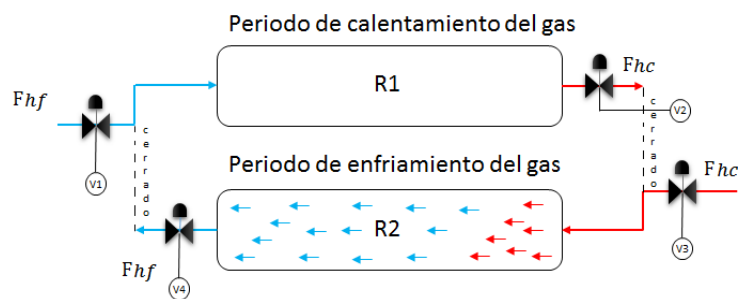 Periodo de calentamiento del gas
Fhf
R1
Fhc
V1
V2
cerrado
cerrado
Periodo de enfriamiento del gas
Fhc
R2
V3
Fhf
V4